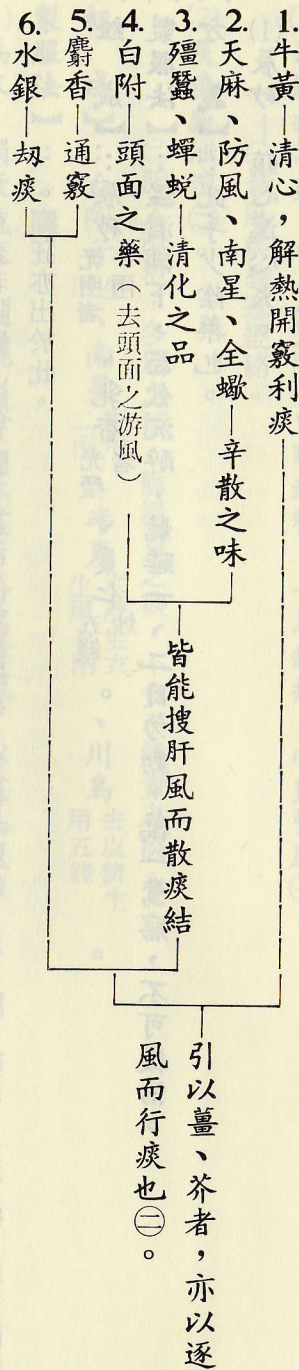 1.牛黃—清心，解熱開竅利痰
2.天麻、防風、南星、全蠍—辛散之味
3.殭蠶、蟬蛻—清化之品
4.白附—頭面之藥（去頭面之游風）
5.麝香—通竅
6.水銀—刼痰
皆能搜肝風而散痰結
引以薑、芥者，亦以逐
風而行痰也㊁。